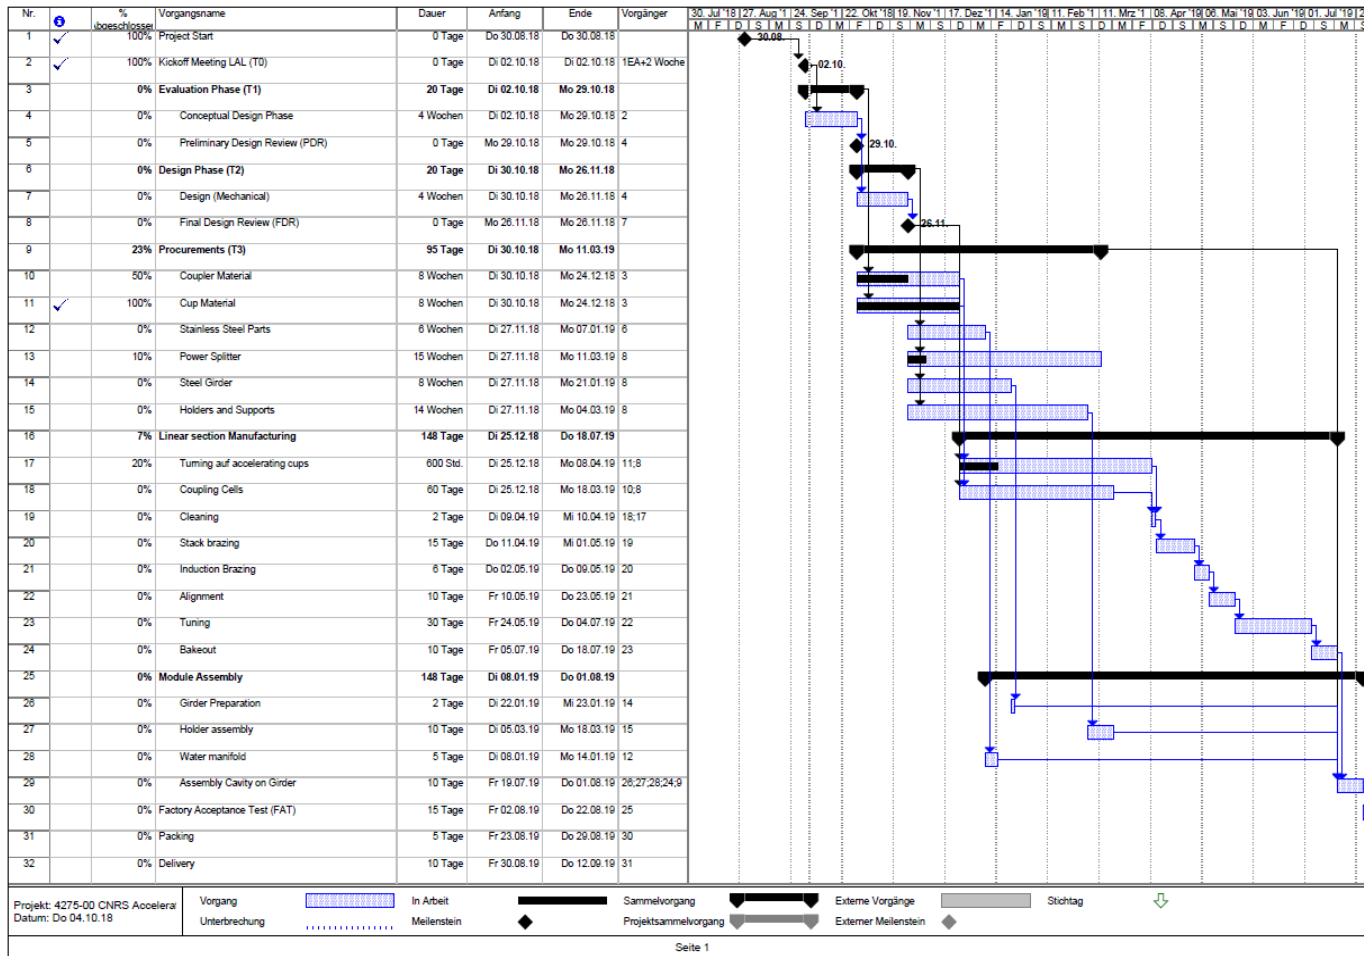 Nr. % abgeschlossen Vorgangsname Dauer Anfang Ende Vorgänger 30. Jul '18 27. Aug '1 24. Sep '1 22. Okt '18 19. Nov '1 17. Dez '1 14. Jan '19 11. Feb '1 11. Mrz '1 08. Apr '19 06. Mai '19 03. Jun '19 01. Jul '19
M F D S M S M S D M F S M D M F D S M S D M F S M
1 100% Project Start 0 Tage Do 30.08.18 Do 30.08.18 30.08.
2 100% Kickoff Meeting LAL (T0) 0 Tage Di 02.10.18 Di 02.10.18 1EA+2 Woche 02.10.
3 0% Evaluation Phase (T1) 20 Tage Di 02.10.18 Mo 29.10.18
4 0% Conceptual Design Phase 4 Wochen Di 02.10.18 Mo 29.10.18 2
5 0% Preliminary Design Review (PDR) 0 Tage Mo 29.10.18 Mo 29.10.18 4 29.10.
6 0% Design Phase (T2) 20 Tage Di 30.10.18 Mo 26.11.18
7 0% Design (Mechanical) 4 Wochen Di 30.10.18 Mo 26.11.18 4
8 0% Final Design Review (FDR) 0 Tage Mo 26.11.18 Mo 26.11.18 7 26.11.
9 23% Procurements (T3) 95 Tage Di 30.10.18 Mo 11.03.19
10 50% Coupler Material 8 Wochen Di 30.10.18 Mo 24.12.18 3
11 100% Cup Material 8 Wochen Di 30.10.18 Mo 24.12.18 3
12 0% Stainless Steel Parts 6 Wochen Di 27.11.18 Mo 07.01.19 6
13 10% Power Splitter 15 Wochen Di 27.11.18 Mo 11.03.19 8
14 0% Steel Girder 8 Wochen Di 27.11.18 Mo 21.01.19 8
15 0% Holders and Supports 14 Wochen Di 27.11.18 Mo 04.03.19 8
16 7% Linear section Manufacturing 148 Tage Di 25.12.18 Do 18.07.19
17 20% Turning auf accelerating cups 600 Std. Di 25.12.18 Mo 08.04.19 11;8
18 0% Coupling Cells 60 Tage Di 25.12.18 Mo 18.03.19 10;8
19 0% Cleaning 2 Tage Di 09.04.19 Mi 10.04.19 18;17
20 0% Stack brazing 15 Tage Do 11.04.19 Mi 01.05.19 19
21 0% Induction Brazing 6 Tage Do 02.05.19 Do 09.05.19 20
22 0% Alignment 10 Tage Fr 10.05.19 Do 23.05.19 21
23 0% Tuning 30 Tage Fr 24.05.19 Do 04.07.19 22
24 0% Bakeout 10 Tage Fr 05.07.19 Do 18.07.19 23
25 0% Module Assembly 148 Tage Di 08.01.19 Do 01.08.19
26 0% Girder Preparation 2 Tage Di 22.01.19 Mi 23.01.19 14
27 0% Holder assembly 10 Tage Di 05.03.19 Mo 18.03.19 15
28 0% Water manifold 5 Tage Di 08.01.19 Mo 14.01.19 12
29 0% Assembly Cavity on Girder 10 Tage Fr 19.07.19 Do 01.08.19 26;27;28;24;9
30 0% Factory Acceptance Test (FAT) 15 Tage Fr 02.08.19 Do 22.08.19 25
31 0% Packing 5 Tage Fr 23.08.19 Do 29.08.19 30
32 0% Delivery 10 Tage Fr 30.08.19 Do 12.09.19 31
Projekt: 4275-00 CNRS Accelera
Datum: Do 04.10.18
Vorgang In Arbeit Sammelvorgang Externe Vorgänge Stichtag
Unterbrechung Meilenstein Projektsammelvorgang Externer Meilenstein
Seite 1